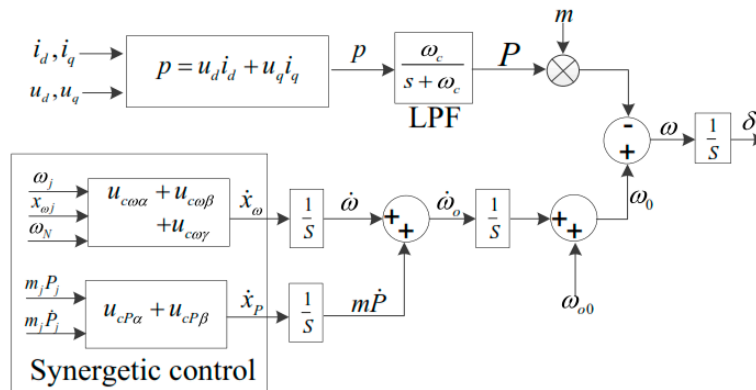 m
i_d, i_q
u_d, u_q
p = u_d i_d + u_q i_q
p
ω_c / (s + ω_c)
LPF
P
-
+
ω
1/S
δ
ω_j
x_ωj
ω_N
u_cωα + u_cωβ
+u_cωγ
ẋ_ω
1/S
ω̇
+
+
ω̇_o
1/S
+
+
ω_0
m_j P_j
m_j Ṗ_j
u_cPα + u_cPβ
ẋ_P
1/S
mṖ
ω_o0
Synergetic control